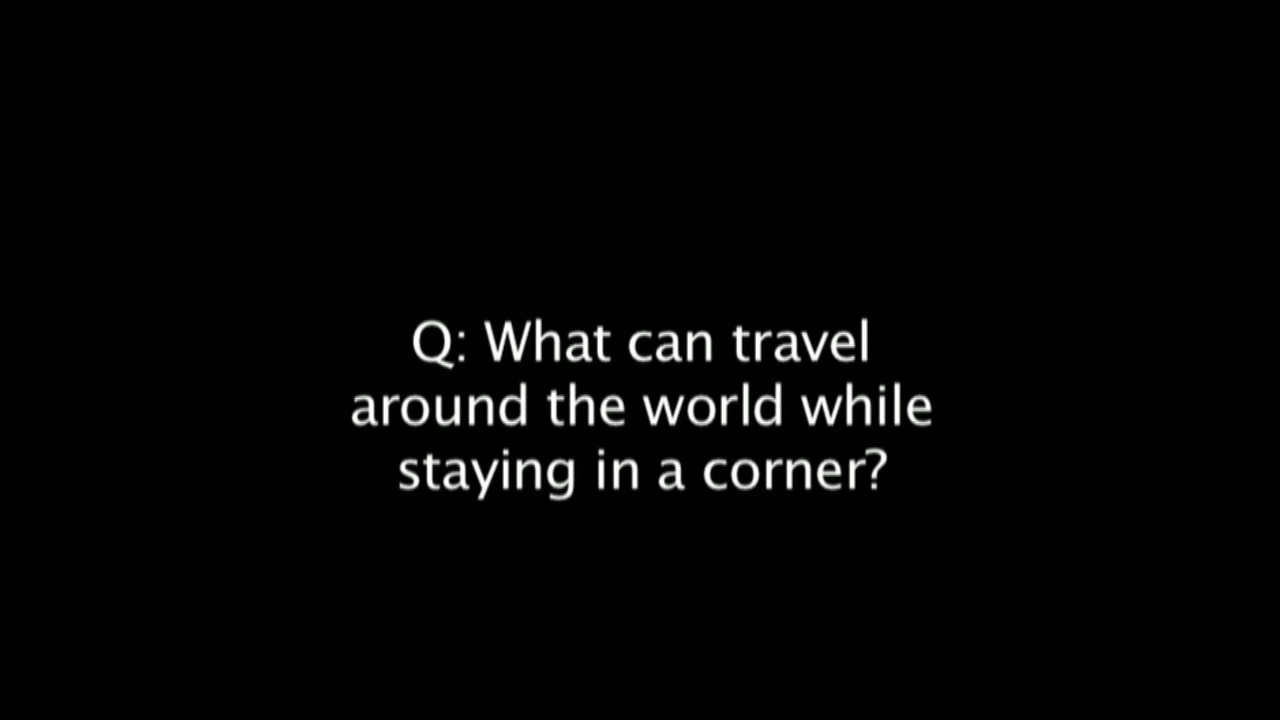 Q: What can travel
around the world while
staying in a corner?